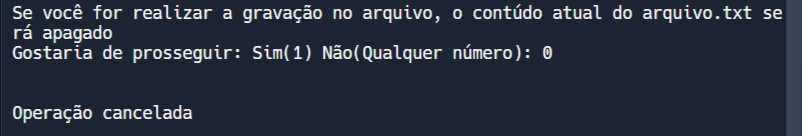 Se você for realizar a gravação no arquivo, o contúdo atual do arquivo.txt se
rá apagado
Gostaria de prosseguir: Sim(1) Não(Qualquer número): 0
Operação cancelada